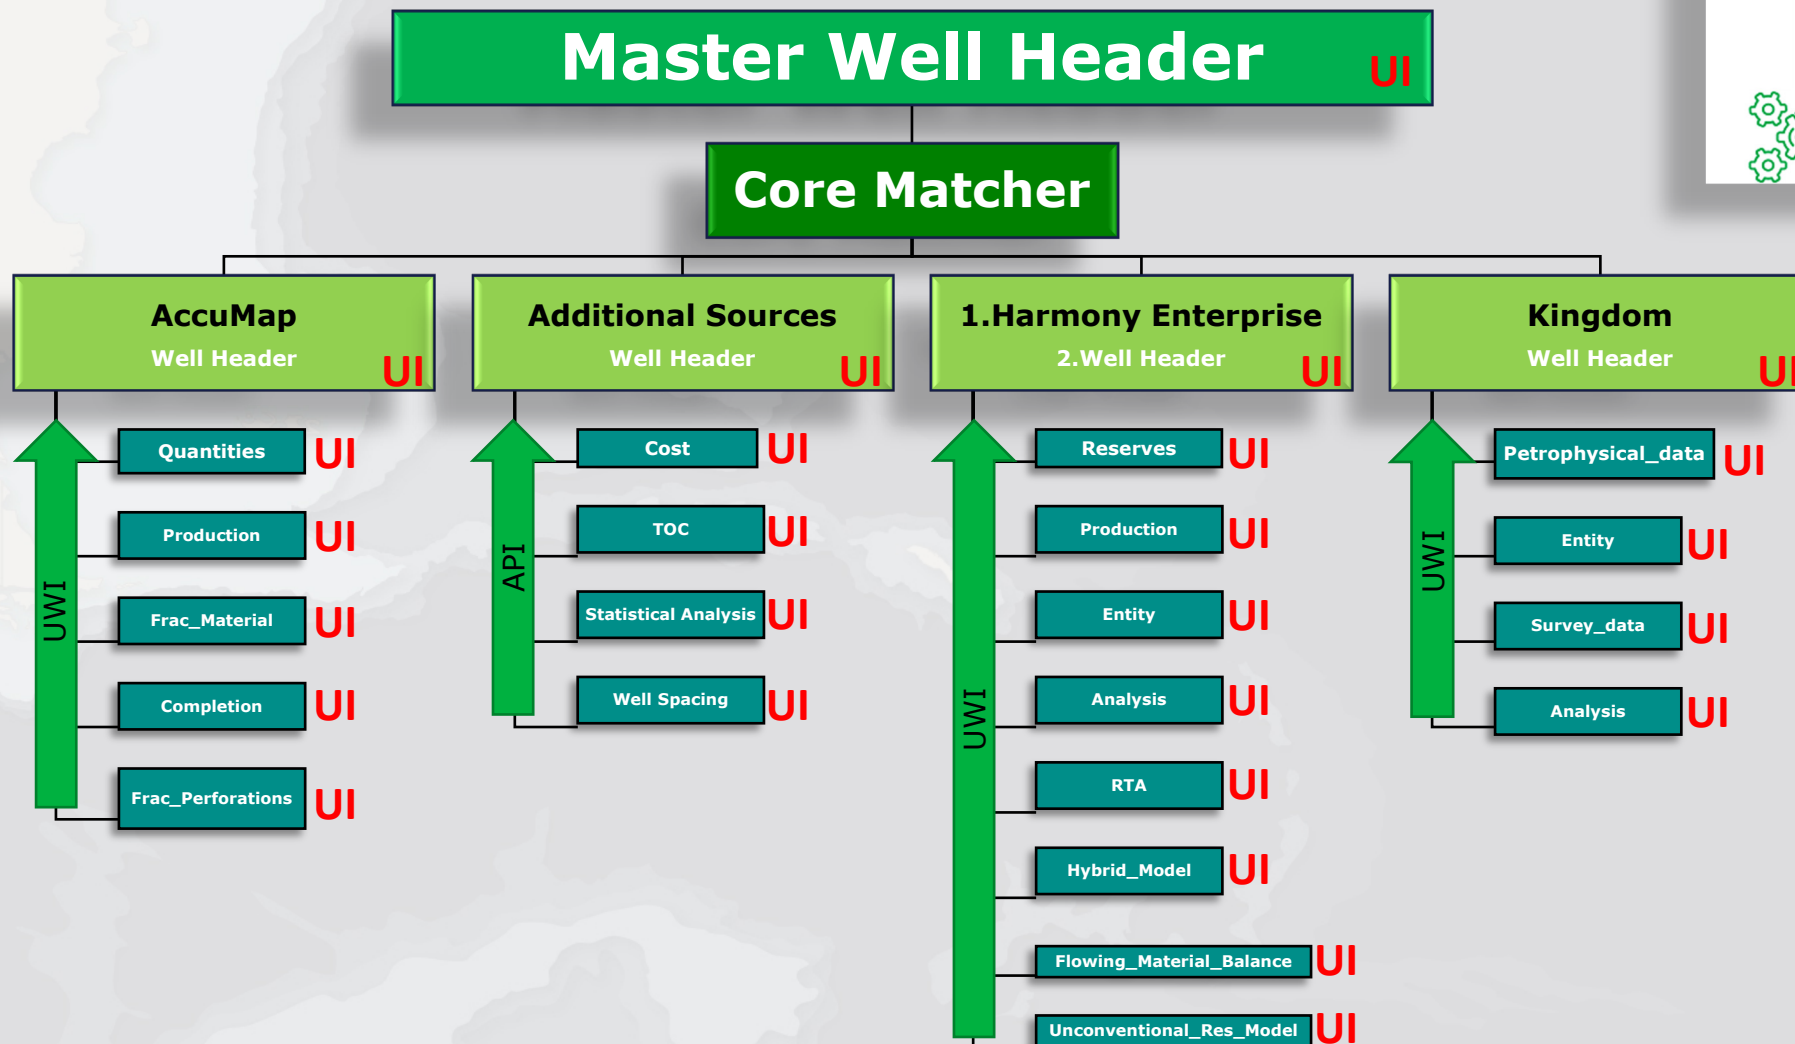 Master Well Header UI
Core Matcher
AccuMap
Well Header UI
Additional Sources
Well Header UI
1.Harmony Enterprise
2.Well Header UI
Kingdom
Well Header UI
UWI
Quantities UI
Production UI
Frac_Material UI
Completion UI
Frac_Perforations UI
API
Cost UI
TOC UI
Statistical Analysis UI
Well Spacing UI
UWI
Reserves UI
Production UI
Entity UI
Analysis UI
RTA UI
Hybrid_Model UI
Flowing_Material_Balance UI
Unconventional_Res_Model UI
UWI
Petrophysical_data UI
Entity UI
Survey_data UI
Analysis UI